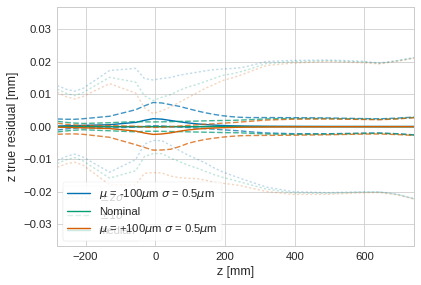 0.03
0.02
0.01
0.00
−0.01
−0.02
−0.03
z true residual [mm]
−200
0
200
400
600
z [mm]
μ = -100μm σ = 0.5μm
Nominal
μ = +100μm σ = 0.5μm